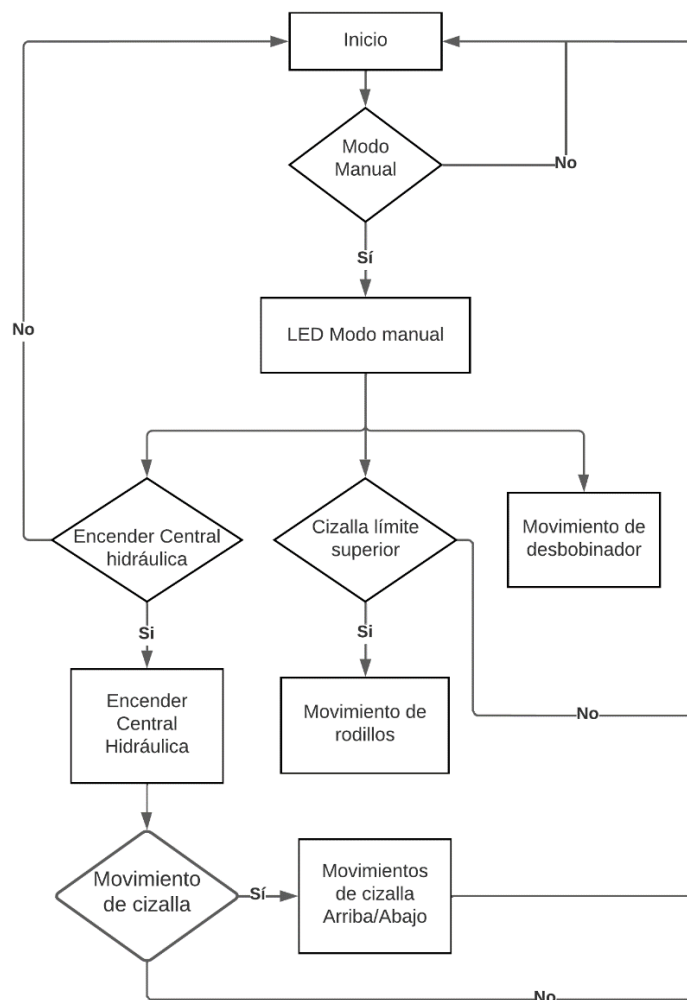 Inicio
Modo
Manual
No
Sí
No
LED Modo manual
Encender Central
hidráulica
Cizalla límite
superior
Movimiento de
desbobinador
Si
Si
Encender
Central
Hidráulica
Movimiento de
rodillos
No
Movimiento
de cizalla
Sí
Movimientos
de cizalla
Arriba/Abajo
No